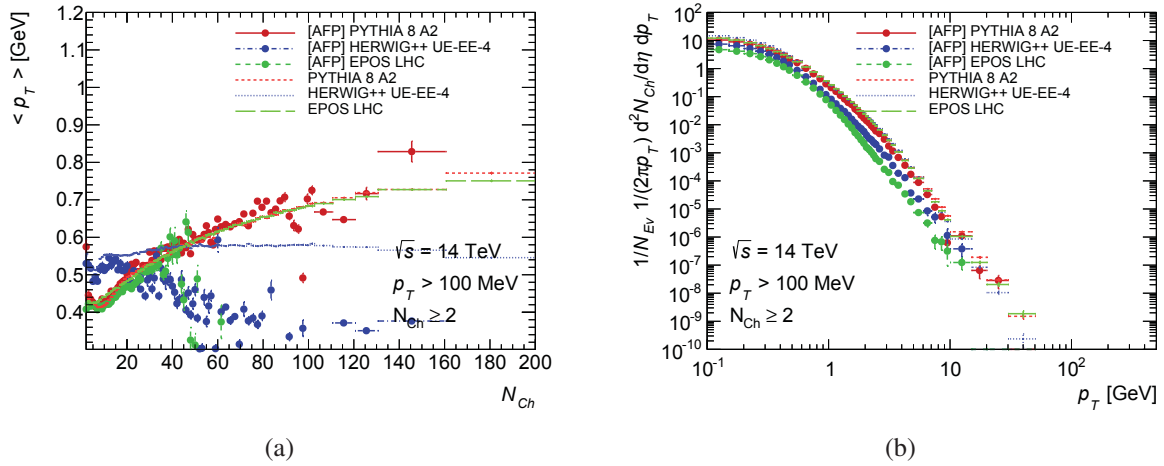 < p_T > [GeV]
1.2
1.1
1
0.9
0.8
0.7
0.6
0.5
0.4
[AFP] PYTHIA 8 A2
[AFP] HERWIG++ UE-EE-4
[AFP] EPOS LHC
PYTHIA 8 A2
HERWIG++ UE-EE-4
EPOS LHC
√s = 14 TeV
p_T > 100 MeV
N_Ch ≥ 2
20 40 60 80 100 120 140 160 180 200
N_Ch
(a)
1/N_Ev 1/(2πp_T) d²N_Ch/dη dp_T
10²
10
1
10⁻¹
10⁻²
10⁻³
10⁻⁴
10⁻⁵
10⁻⁶
10⁻⁷
10⁻⁸
10⁻⁹
10⁻¹⁰
[AFP] PYTHIA 8 A2
[AFP] HERWIG++ UE-EE-4
[AFP] EPOS LHC
PYTHIA 8 A2
HERWIG++ UE-EE-4
EPOS LHC
√s = 14 TeV
p_T > 100 MeV
N_Ch ≥ 2
10⁻¹ 1 10 10²
p_T [GeV]
(b)